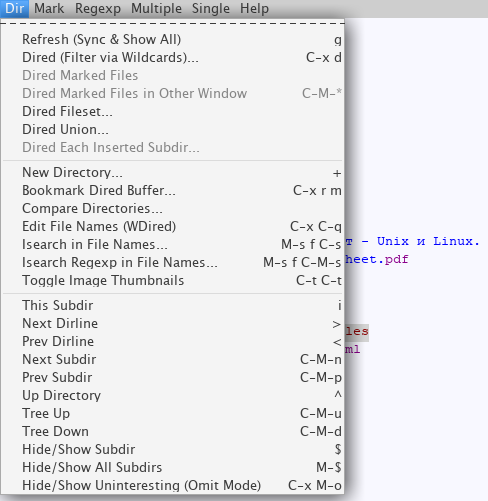 Dir Mark Regexp Multiple Single Help
Refresh (Sync & Show All) g
Dired (Filter via Wildcards)... C-x d
Dired Marked Files
Dired Marked Files in Other Window C-M-*
Dired Fileset...
Dired Union...
Dired Each Inserted Subdir...
New Directory... +
Bookmark Dired Buffer... C-x r m
Compare Directories...
Edit File Names (WDired) C-x C-q
т - Unix и Linux.
Isearch in File Names... M-s f C-s
heet.pdf
Isearch Regexp in File Names... M-s f C-M-s
Toggle Image Thumbnails C-t C-t
This Subdir i
Next Dirline >
les
Prev Dirline <
ml
Next Subdir C-M-n
Prev Subdir C-M-p
Up Directory ^
Tree Up C-M-u
Tree Down C-M-d
Hide/Show Subdir $
Hide/Show All Subdirs M-$
Hide/Show Uninteresting (Omit Mode) C-x M-o